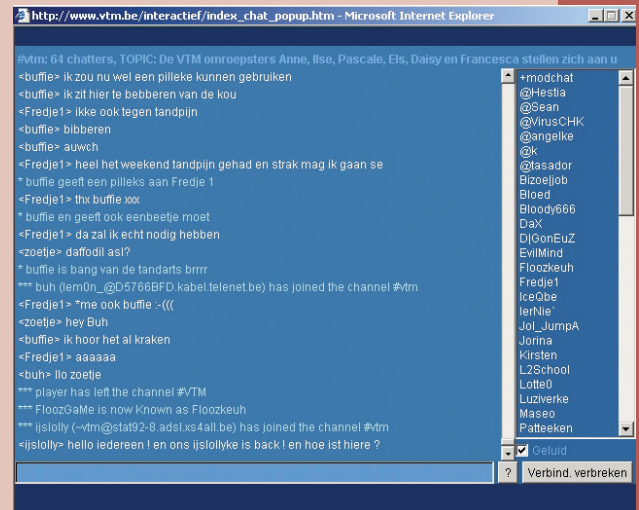 http://www.vtm.be/interactief/index_chat_popup.htm - Microsoft Internet Explorer
#vtm: 64 chatters, TOPIC: De VTM omroepsters Anne, Ilse, Pascale, Els, Daisy en Francesca stellen zich aan u
<buffie> ik zou nu wel een pilleke kunnen gebruiken
<buffie> ik zit hier te bebberen van de kou
<Fredje1> ikke ook tegen tandpijn
<buffie> bibberen
<buffie> auwch
<Fredje1> heel het weekend tandpijn gehad en strak mag ik gaan se
* buffie geeft een pilleks aan Fredje 1
<Fredje1> thx buffie xxx
* buffie en geeft ook eenbeetje moet
<Fredje1> da zal ik echt nodig hebben
<zoetje> daffodil asl?
* buffie is bang van de tandarts brrrr
*** buh (lem0n_@D5766BFD.kabel.telenet.be) has joined the channel #vtm
<Fredje1> *me ook buffie :-(((
<zoetje> hey Buh
<buffie> ik hoor het al kraken
<Fredje1> aaaaaa
<buh> llo zoetje
*** player has left the channel #VTM
*** FloozGaMe is now Known as Floozkeuh
*** ijslolly (~vtm@stat92-8.adsl.xs4all.be) has joined the channel #vtm
<ijslolly> hello iedereen ! en ons ijslollyke is back ! en hoe ist hiere ?
+modchat
@Hestia
@Sean
@VirusCHK
@angelke
@k
@tasador
Bizoe|job
Bloed
Bloody666
DaX
D|GonEuZ
EvilMind
Floozkeuh
Fredje1
IceQbe
IerNie`
Jol_JumpA
Jorina
Kirsten
L2School
Lotte0
Luziverke
Maseo
Patteeken
Geluid
?
Verbind. verbreken